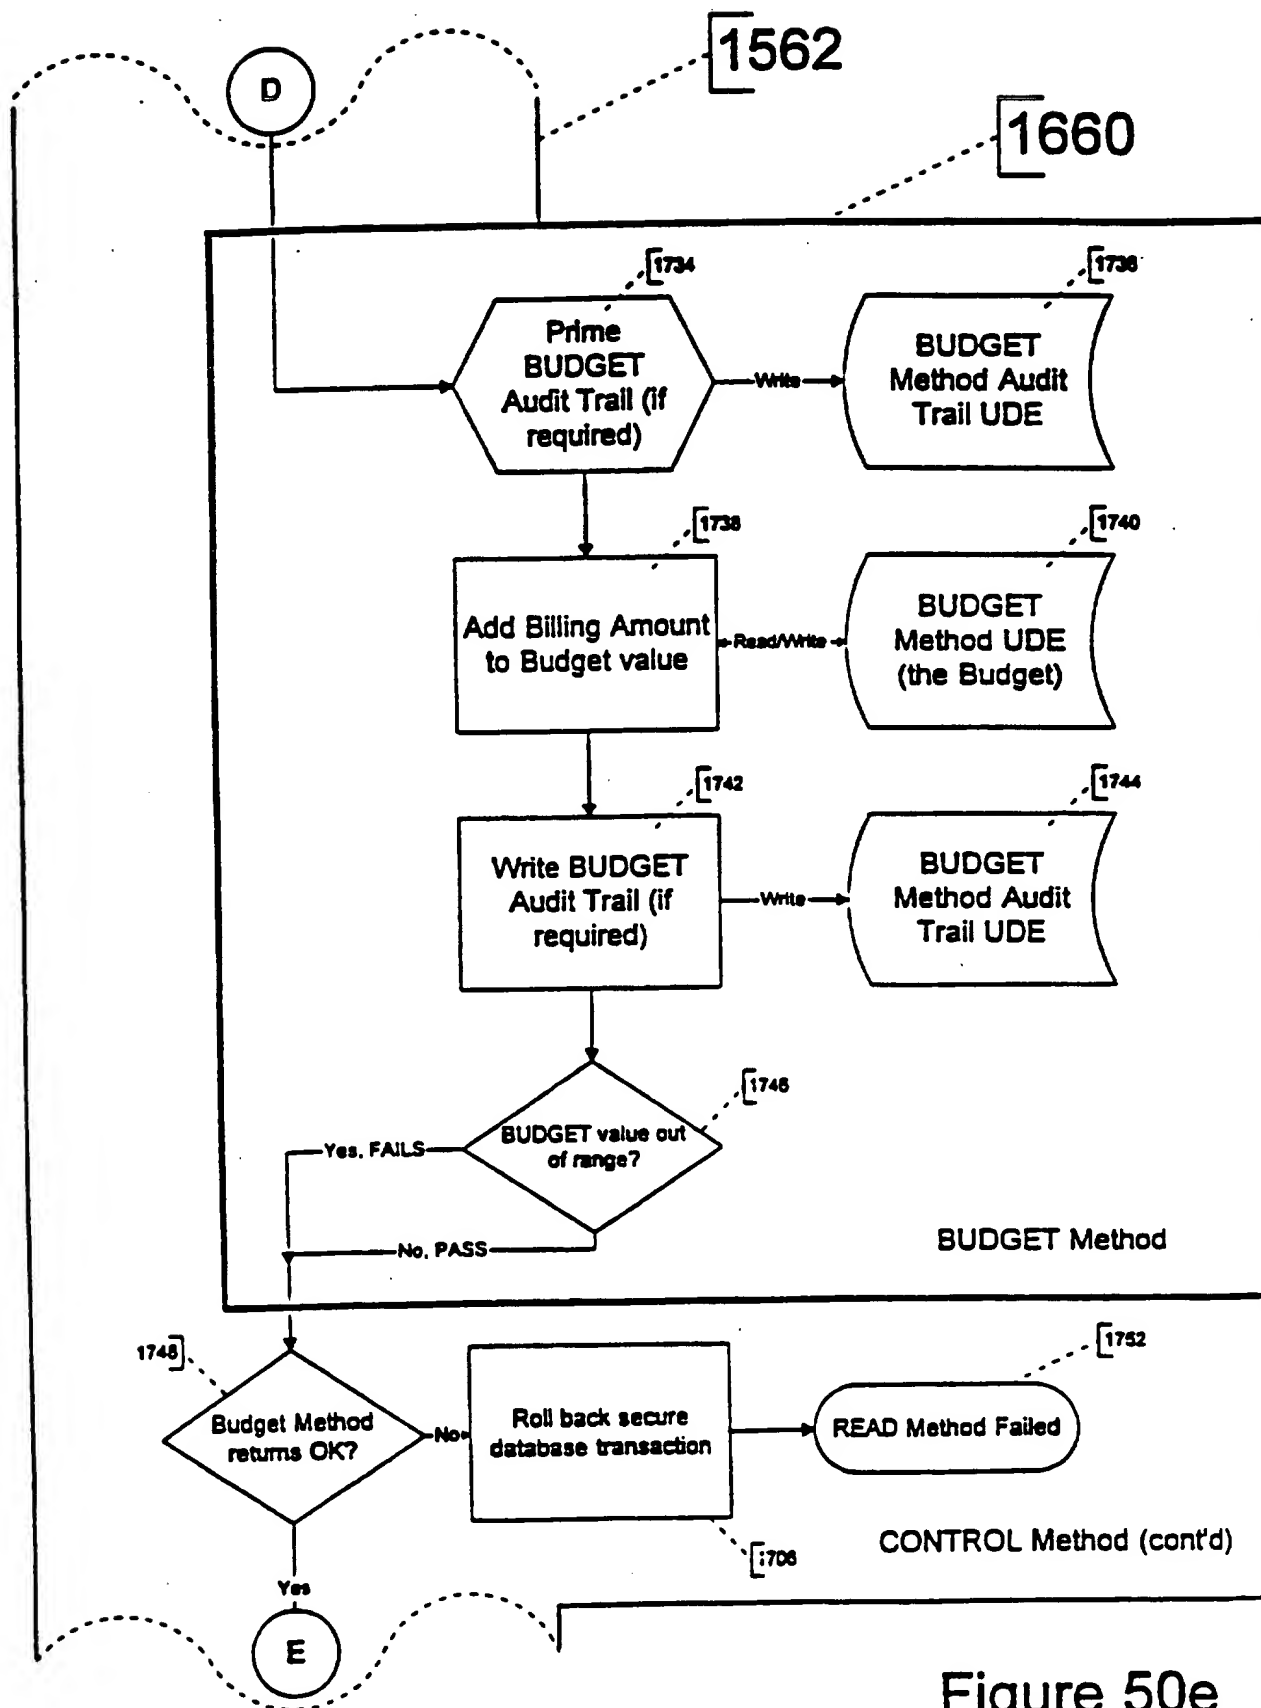 1562
D
1660
1734
1736
Prime
BUDGET
Audit Trail (if
required)
Write
BUDGET
Method Audit
Trail UDE
1738
1740
Add Billing Amount
to Budget value
Read/Write
BUDGET
Method UDE
(the Budget)
1742
1744
Write BUDGET
Audit Trail (if
required)
Write
BUDGET
Method Audit
Trail UDE
1746
BUDGET value out
of range?
Yes, FAILS
No, PASS
BUDGET Method
1748
1752
Budget Method
returns OK?
No
Roll back secure
database transaction
READ Method Failed
CONTROL Method (cont'd)
Yes
E
Figure 50e